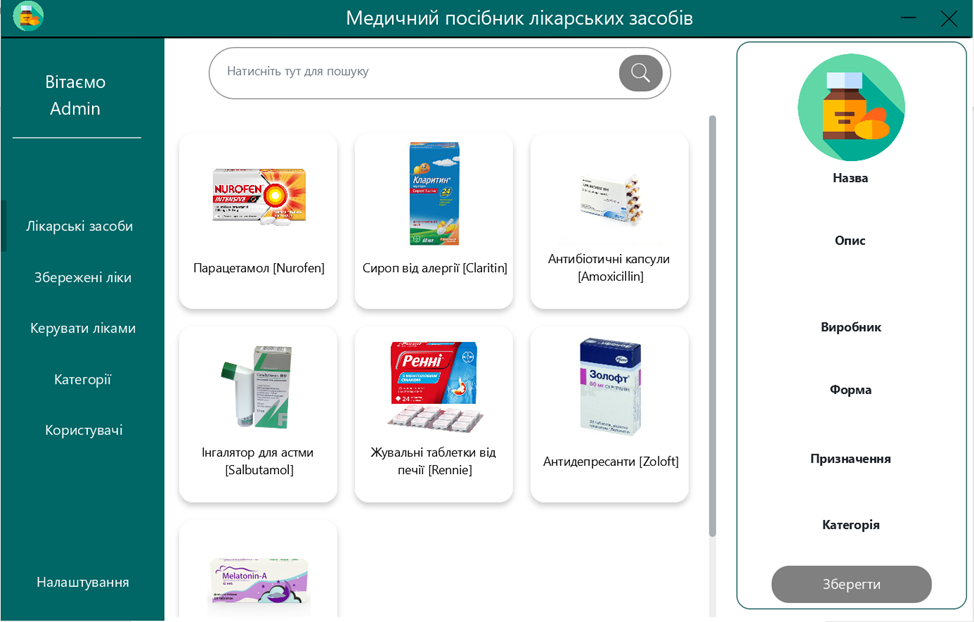 Медичний посібник лікарських засобів
Вітаємо
Admin
Лікарські засоби
Збережені ліки
Керувати ліками
Категорії
Користувачі
Налаштування
Натисніть тут для пошуку
NUROFEN
INTENSIVE
Парацетамол [Nurofen]
Кларитин
24
Сироп від алергії [Claritin]
Антибіотичні капсули
[Amoxicillin]
Інгалятор для астми
[Salbutamol]
Ренні
24
Жувальні таблетки від
печії [Rennie]
Золофт
Антидепресанти [Zoloft]
Melatonin-A
Назва
Опис
Виробник
Форма
Призначення
Категорія
Зберегти